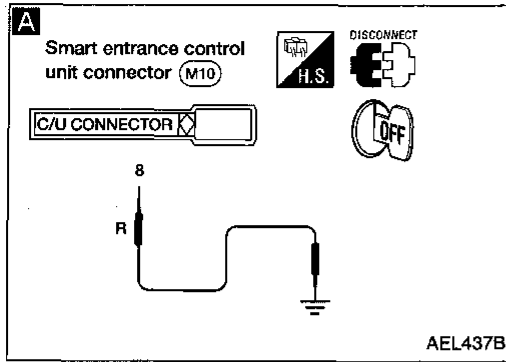 A
Smart entrance control
unit connector M10
H.S.
DISCONNECT
C/U CONNECTOR
OFF
8
R
AEL437B